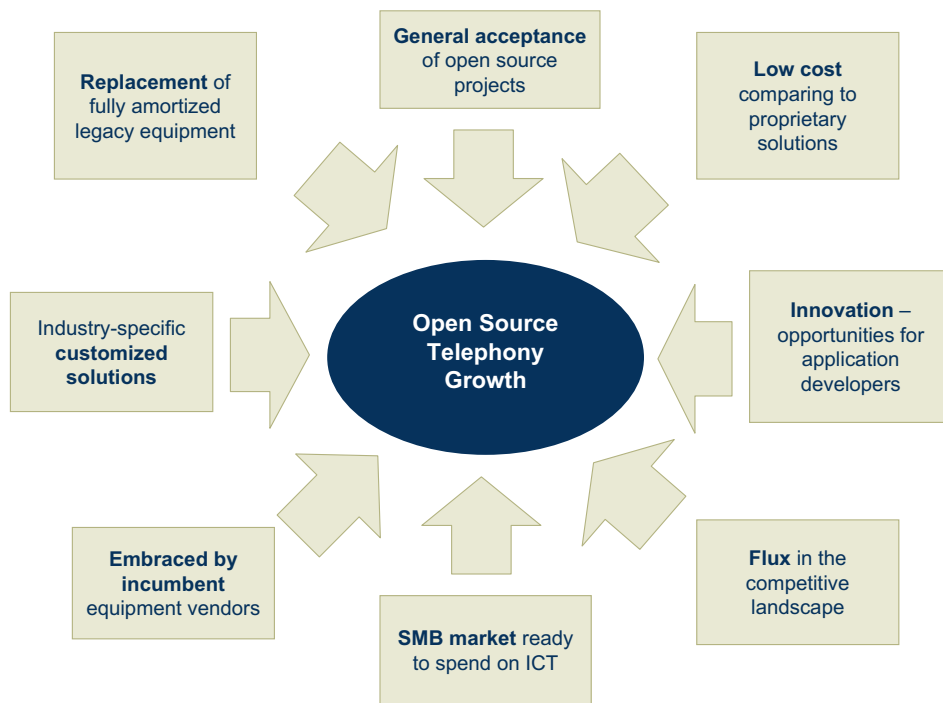 General acceptance
of open source
projects
Replacement of
fully amortized
legacy equipment
Low cost
comparing to
proprietary
solutions
Industry-specific
customized
solutions
Open Source
Telephony
Growth
Innovation –
opportunities for
application
developers
Embraced by
incumbent
equipment vendors
SMB market ready
to spend on ICT
Flux in the
competitive
landscape